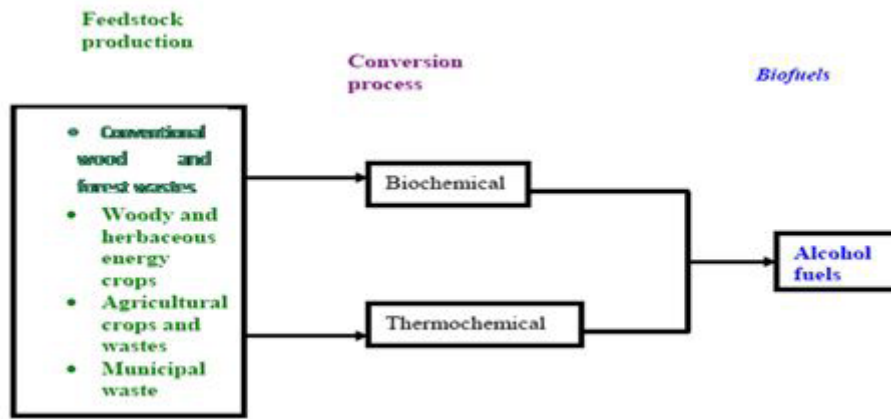 Feedstock
production
Conversion
process
Biofuels
• Conventional
wood and
forest wastes
• Woody and
herbaceous
energy
crops
• Agricultural
crops and
wastes
• Municipal
waste
Biochemical
Thermochemical
Alcohol
fuels